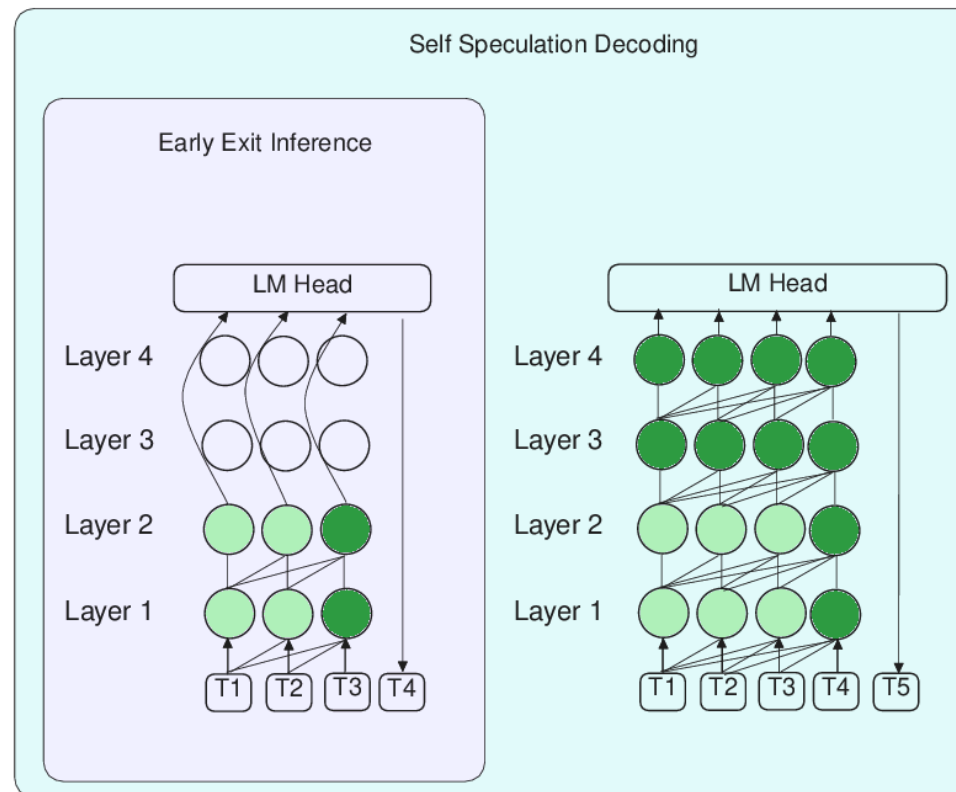 Self Speculation Decoding
Early Exit Inference
LM Head
Layer 4
Layer 3
Layer 2
Layer 1
T1 T2 T3 T4
LM Head
Layer 4
Layer 3
Layer 2
Layer 1
T1 T2 T3 T4 T5